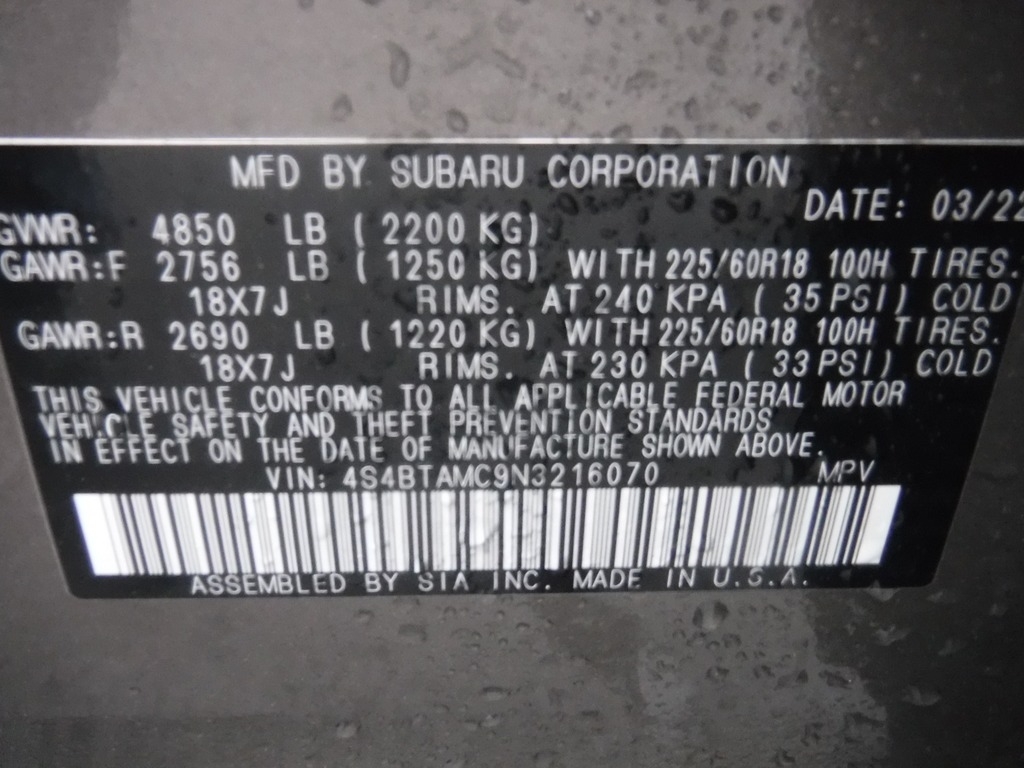 MFD BY SUBARU CORPORATION
DATE: 03/22
GVWR: 4850 LB ( 2200 KG)
GAWR:F 2756 LB ( 1250 KG) WITH 225/60R18 100H TIRES.
18X7J RIMS. AT 240 KPA ( 35 PSI) COLD
GAWR:R 2690 LB ( 1220 KG) WITH 225/60R18 100H TIRES.
18X7J RIMS. AT 230 KPA ( 33 PSI) COLD
THIS VEHICLE CONFORMS TO ALL APPLICABLE FEDERAL MOTOR
VEHICLE SAFETY AND THEFT PREVENTION STANDARDS
IN EFFECT ON THE DATE OF MANUFACTURE SHOWN ABOVE.
VIN: 4S4BTAMC9N3216070 MPV
ASSEMBLED BY SIA INC. MADE IN U.S.A.